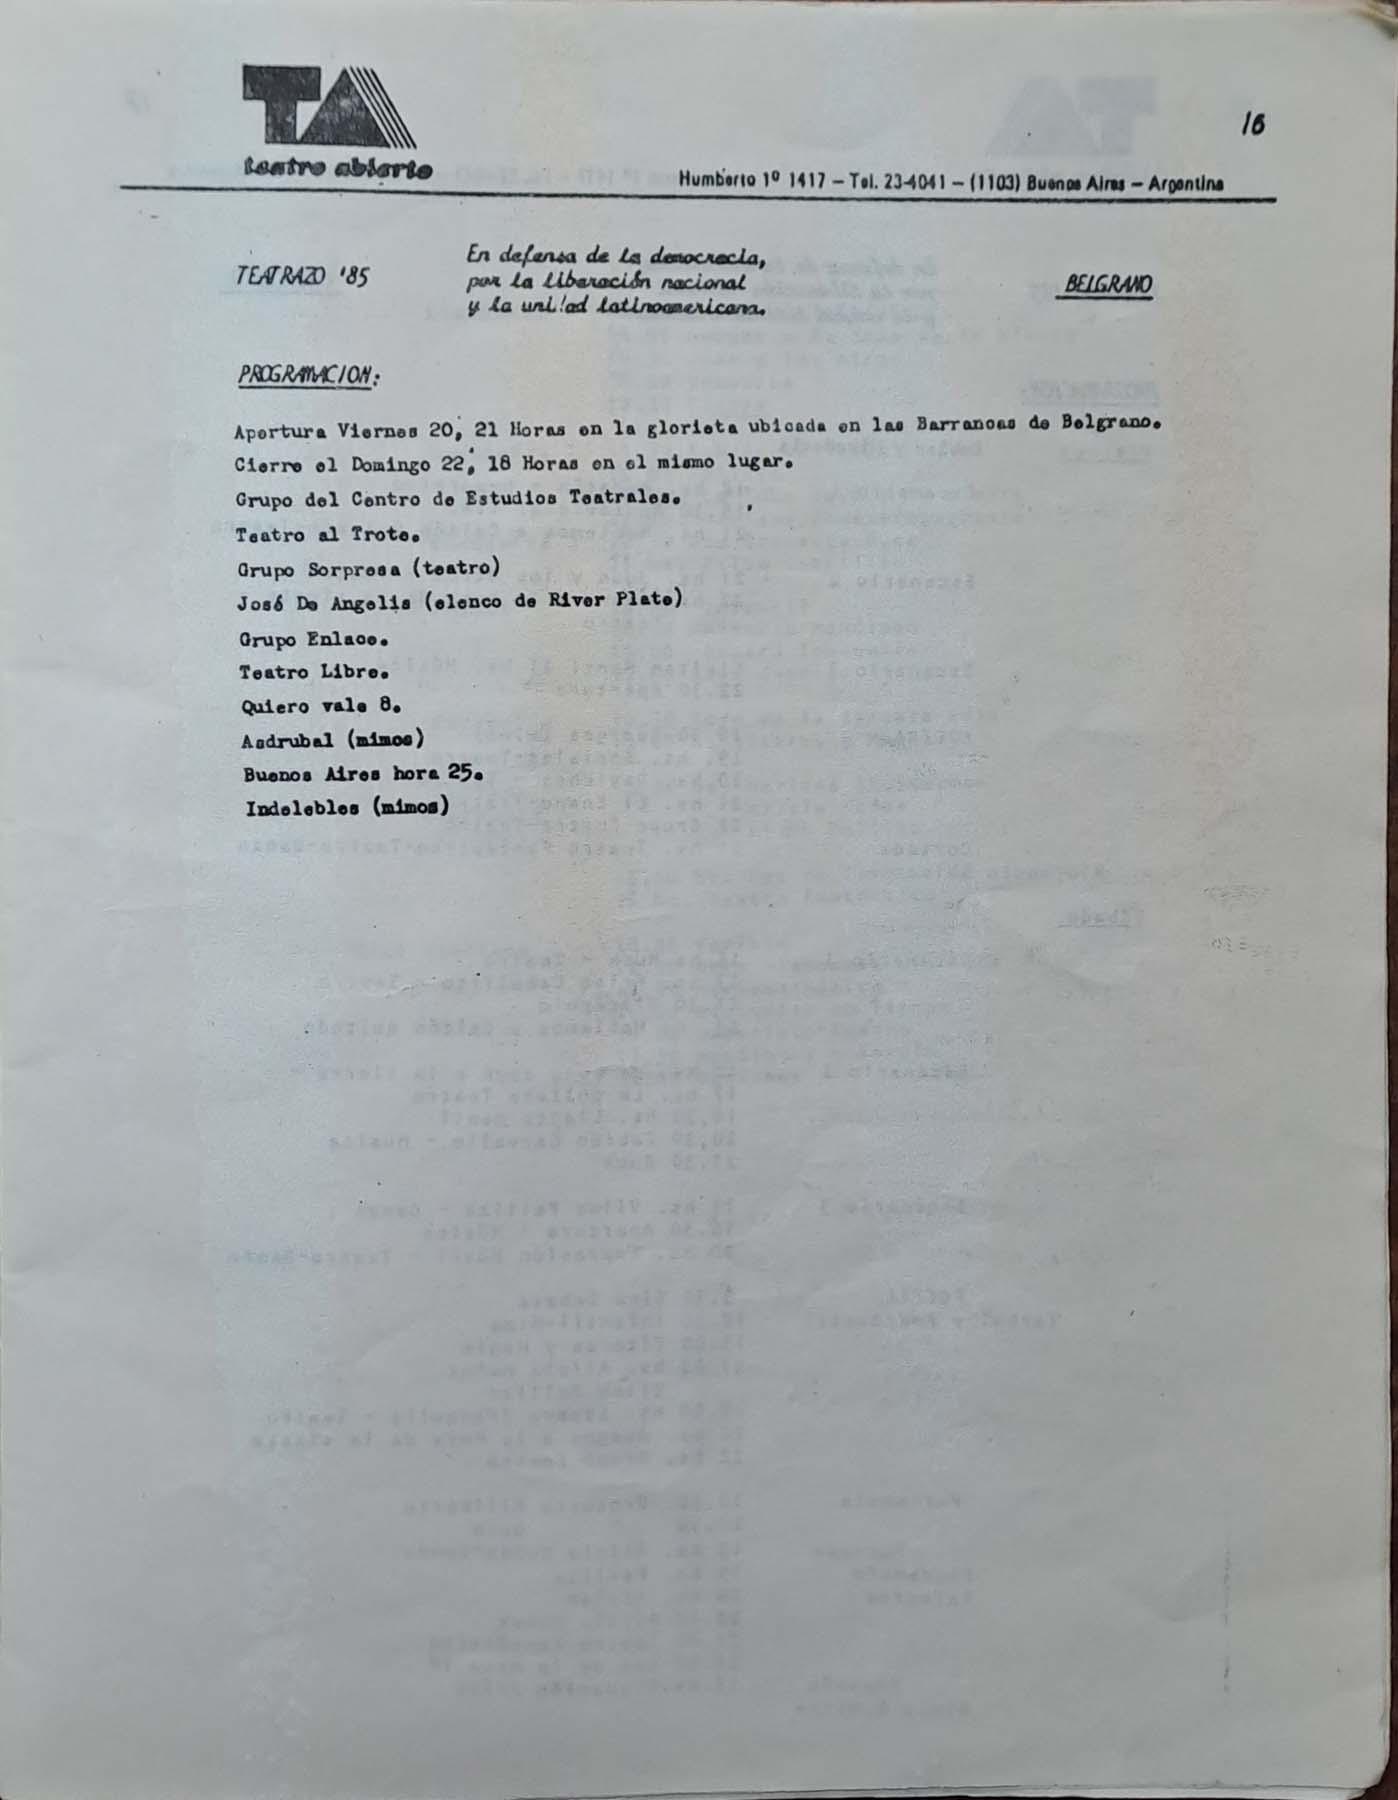 TA
teatro abierto
16
Humberto 1º 1417 – Tel. 23-4041 – (1103) Buenos Aires – Argentina
TEATRAZO '85
En defensa de la democracia,
por la liberación nacional
y la unidad latinoamericana.
BELGRANO
PROGRAMACION:
Apertura Viernes 20, 21 Horas en la glorieta ubicada en las Barrancas de Belgrano.
Cierre el Domingo 22, 18 Horas en el mismo lugar.
Grupo del Centro de Estudios Teatrales.
Teatro al Trote.
Grupo Sorpresa (teatro)
José De Angelis (elenco de River Plate)
Grupo Enlace.
Teatro Libre.
Quiero vale 8.
Asdrubal (mimos)
Buenos Aires hora 25.
Indelebles (mimos)